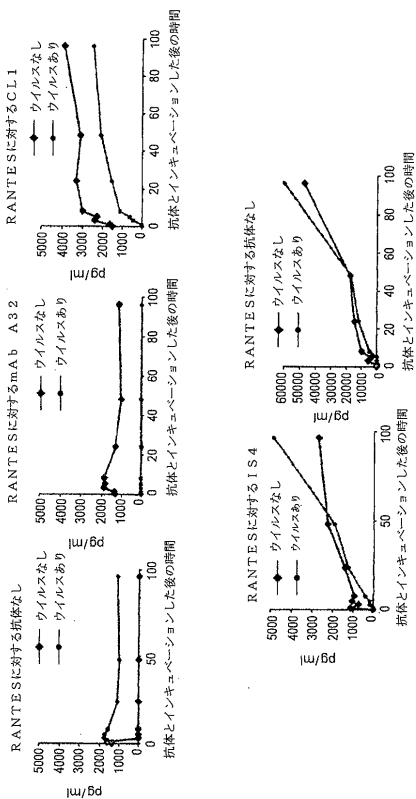 RANTESに対する抗体なし
ウイルスなし
ウイルスあり
5000
4000
3000
2000
1000
0
pg/ml
0
50
100
抗体とインキュベーションした後の時間
RANTESに対するmAb A32
ウイルスなし
ウイルスあり
5000
4000
3000
2000
1000
0
pg/ml
0
20
40
60
80
100
抗体とインキュベーションした後の時間
RANTESに対するCL1
ウイルスなし
ウイルスあり
5000
4000
3000
2000
1000
0
pg/ml
0
20
40
60
80
100
抗体とインキュベーションした後の時間
RANTESに対するIS4
ウイルスなし
ウイルスあり
5000
4000
3000
2000
1000
0
pg/ml
0
50
100
抗体とインキュベーションした後の時間
RANTESに対する抗体なし
ウイルスなし
ウイルスあり
60000
50000
40000
30000
20000
10000
0
pg/ml
0
20
40
60
80
100
抗体とインキュベーションした後の時間